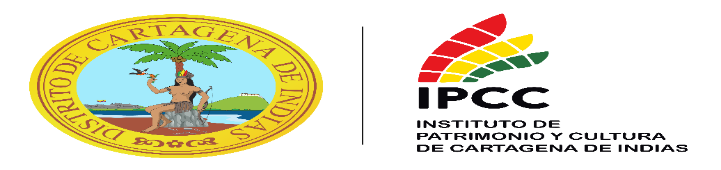 DISTRITO DE CARTAGENA DE INDIAS
IPCC
INSTITUTO DE
PATRIMONIO Y CULTURA
DE CARTAGENA DE INDIAS